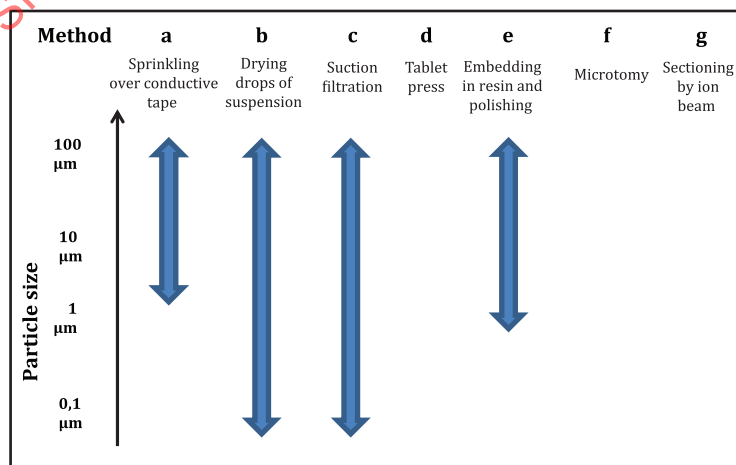 Method a b c d e f g
Sprinkling
over conductive
tape
Drying
drops of
suspension
Suction
filtration
Tablet
press
Embedding
in resin and
polishing
Microtomy
Sectioning
by ion
beam
100
µm
10
µm
1
µm
0,1
µm
Particle size